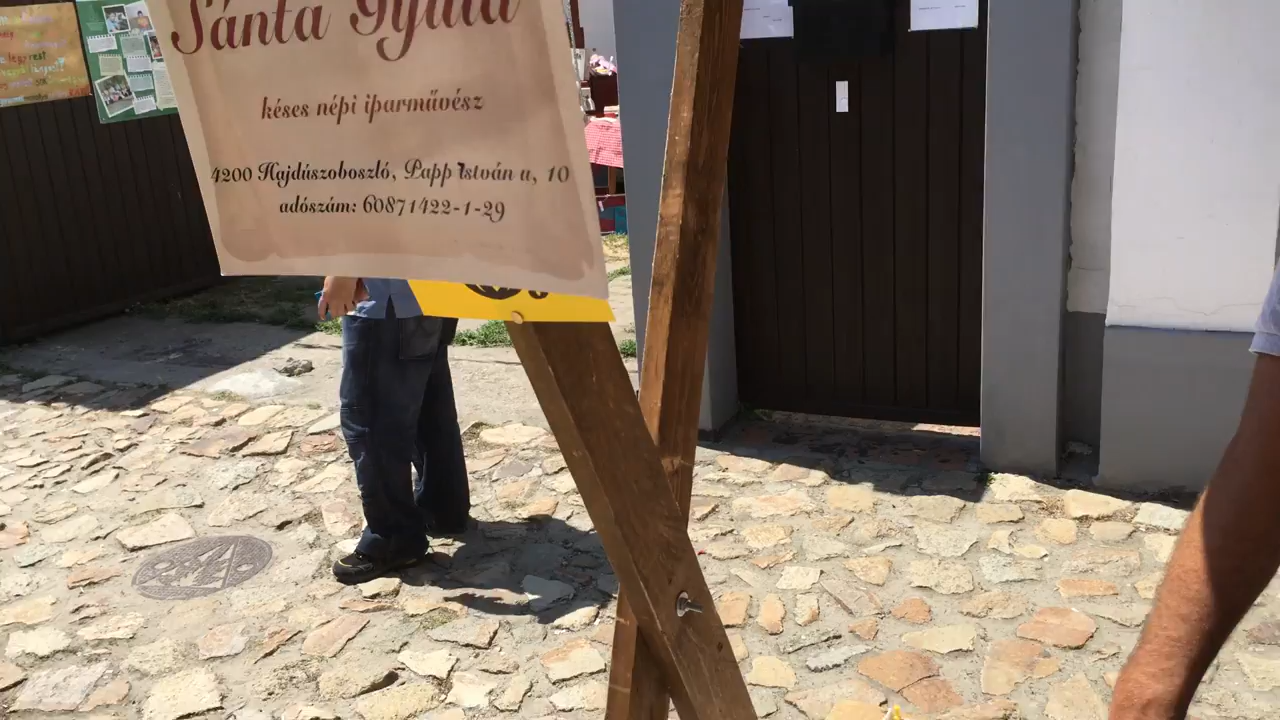 Sánta Gyula
késes népi iparművész
4200 Hajdúszoboszló, Papp István u, 10
adószám: 60871422-1-29